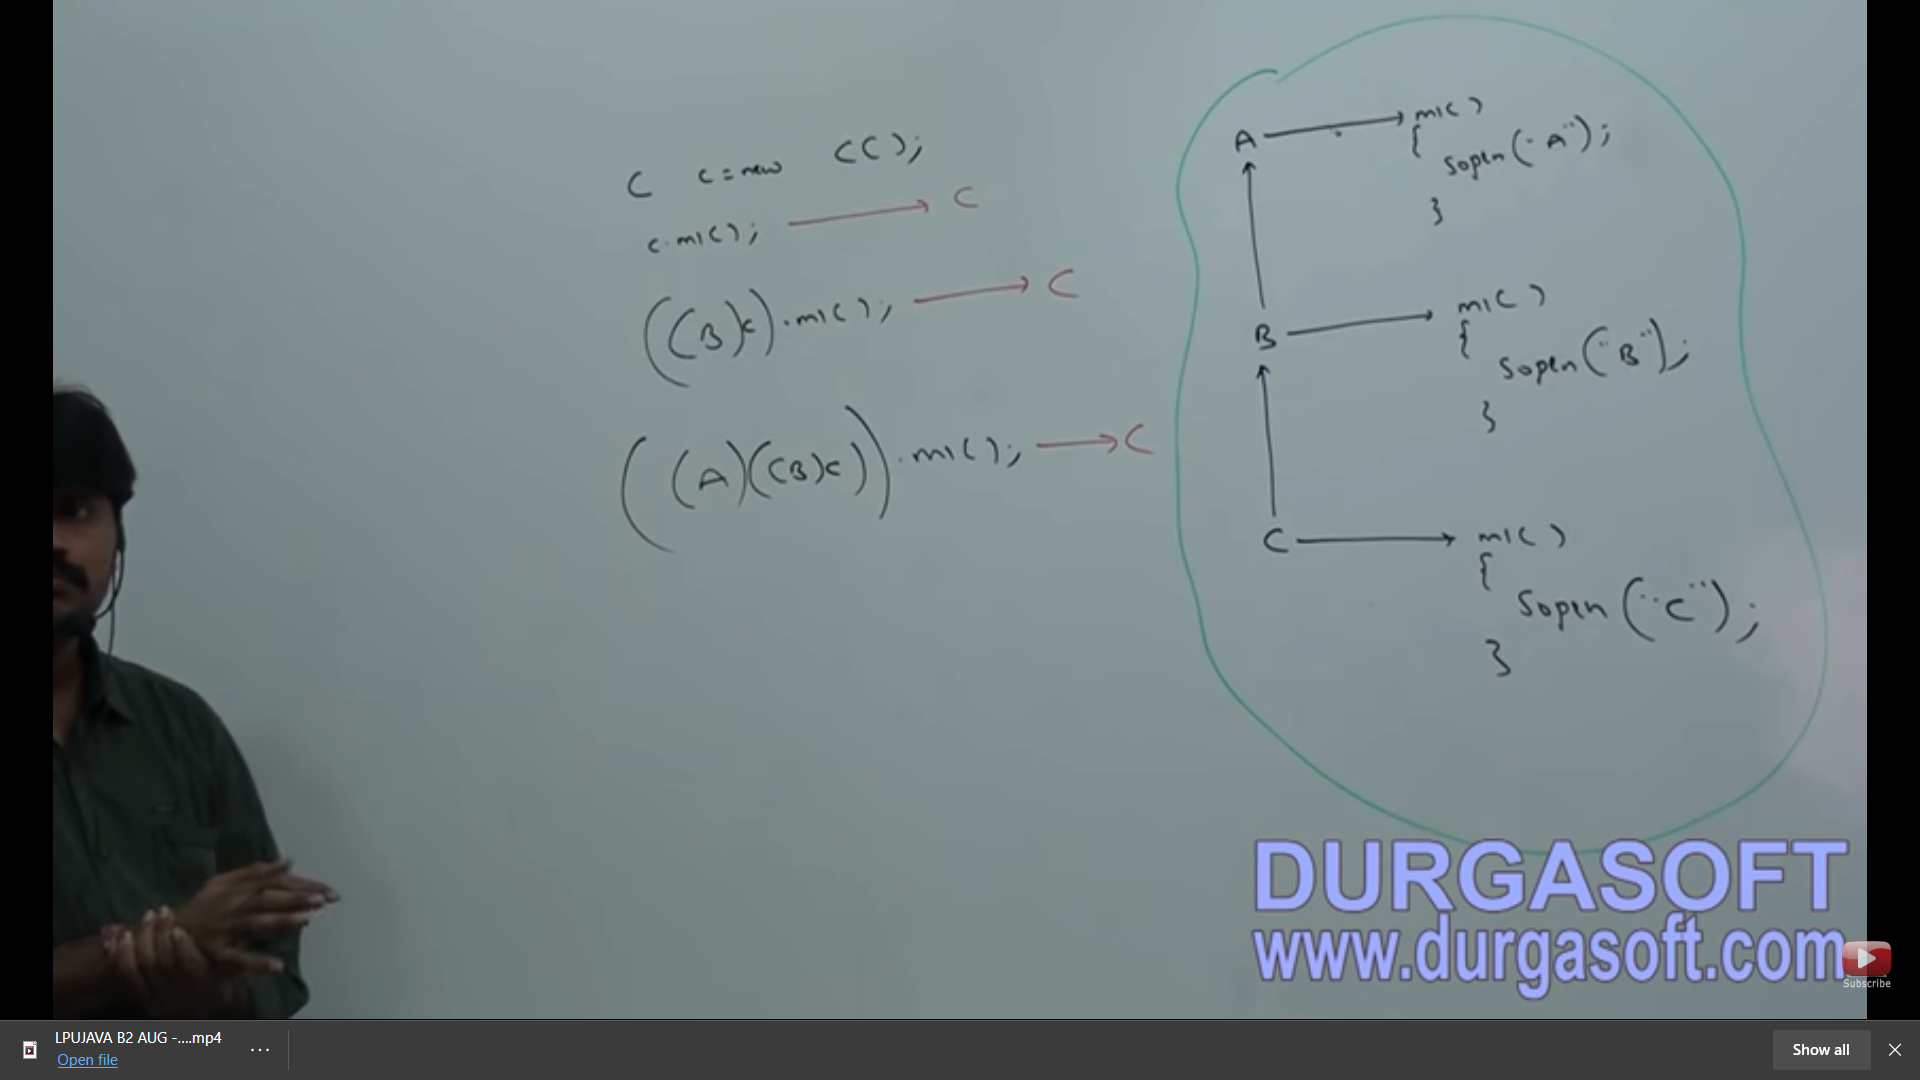 C c = new C();
c.m1(); → C
((B)c).m1(); → C
((A)((B)c)).m1(); → C
A → m1()
{
sopln("A");
}
B → m1()
{
sopln("B");
}
C → m1()
{
sopln("C");
}
DURGASOFT
www.durgasoft.com
Subscribe
LPUJAVA B2 AUG -....mp4
Open file
...
Show all